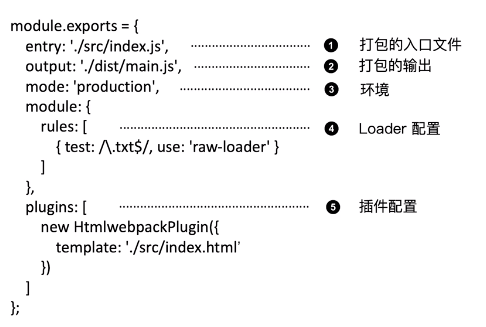 module.exports = {
entry: './src/index.js', ❶ 打包的入口文件
output: './dist/main.js', ❷ 打包的输出
mode: 'production', ❸ 环境
module: {
rules: [ ❹ Loader 配置
{ test: /\.txt$/, use: 'raw-loader' }
]
},
plugins: [ ❺ 插件配置
new HtmlwebpackPlugin({
template: './src/index.html’
})
]
};